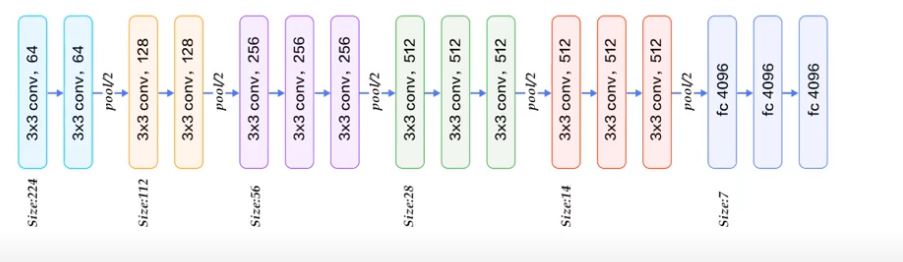 3x3 conv, 64
3x3 conv, 64
pool/2
3x3 conv, 128
3x3 conv, 128
pool/2
3x3 conv, 256
3x3 conv, 256
3x3 conv, 256
pool/2
3x3 conv, 512
3x3 conv, 512
3x3 conv, 512
pool/2
3x3 conv, 512
3x3 conv, 512
3x3 conv, 512
pool/2
fc 4096
fc 4096
fc 4096
Size:224
Size:112
Size:56
Size:28
Size:14
Size:7